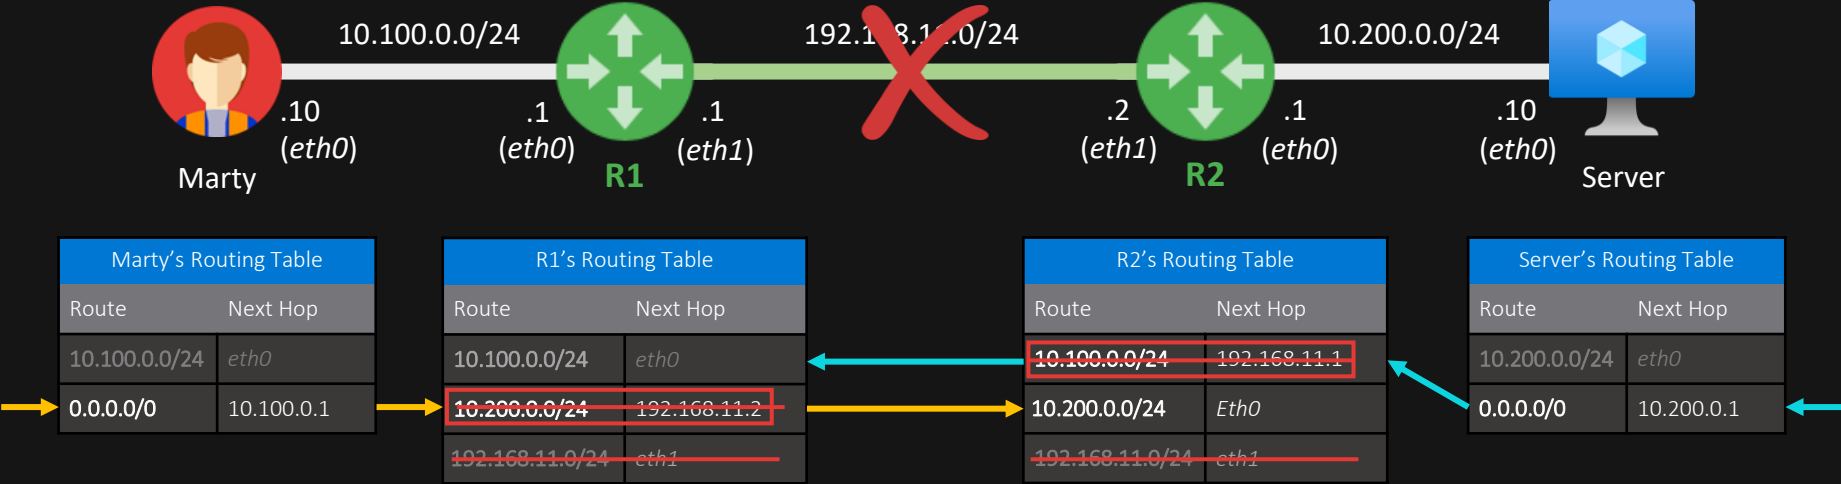 10.100.0.0/24
192.168.11.0/24
10.200.0.0/24
.10
(eth0)
.1
(eth0)
.1
(eth1)
.2
(eth1)
.1
(eth0)
.10
(eth0)
Marty
R1
R2
Server
Marty’s Routing Table
Route Next Hop
10.100.0.0/24 eth0
0.0.0.0/0 10.100.0.1
R1’s Routing Table
Route Next Hop
10.100.0.0/24 eth0
10.200.0.0/24 192.168.11.2
192.168.11.0/24 eth1
R2’s Routing Table
Route Next Hop
10.100.0.0/24 192.168.11.1
10.200.0.0/24 Eth0
192.168.11.0/24 eth1
Server’s Routing Table
Route Next Hop
10.200.0.0/24 eth0
0.0.0.0/0 10.200.0.1